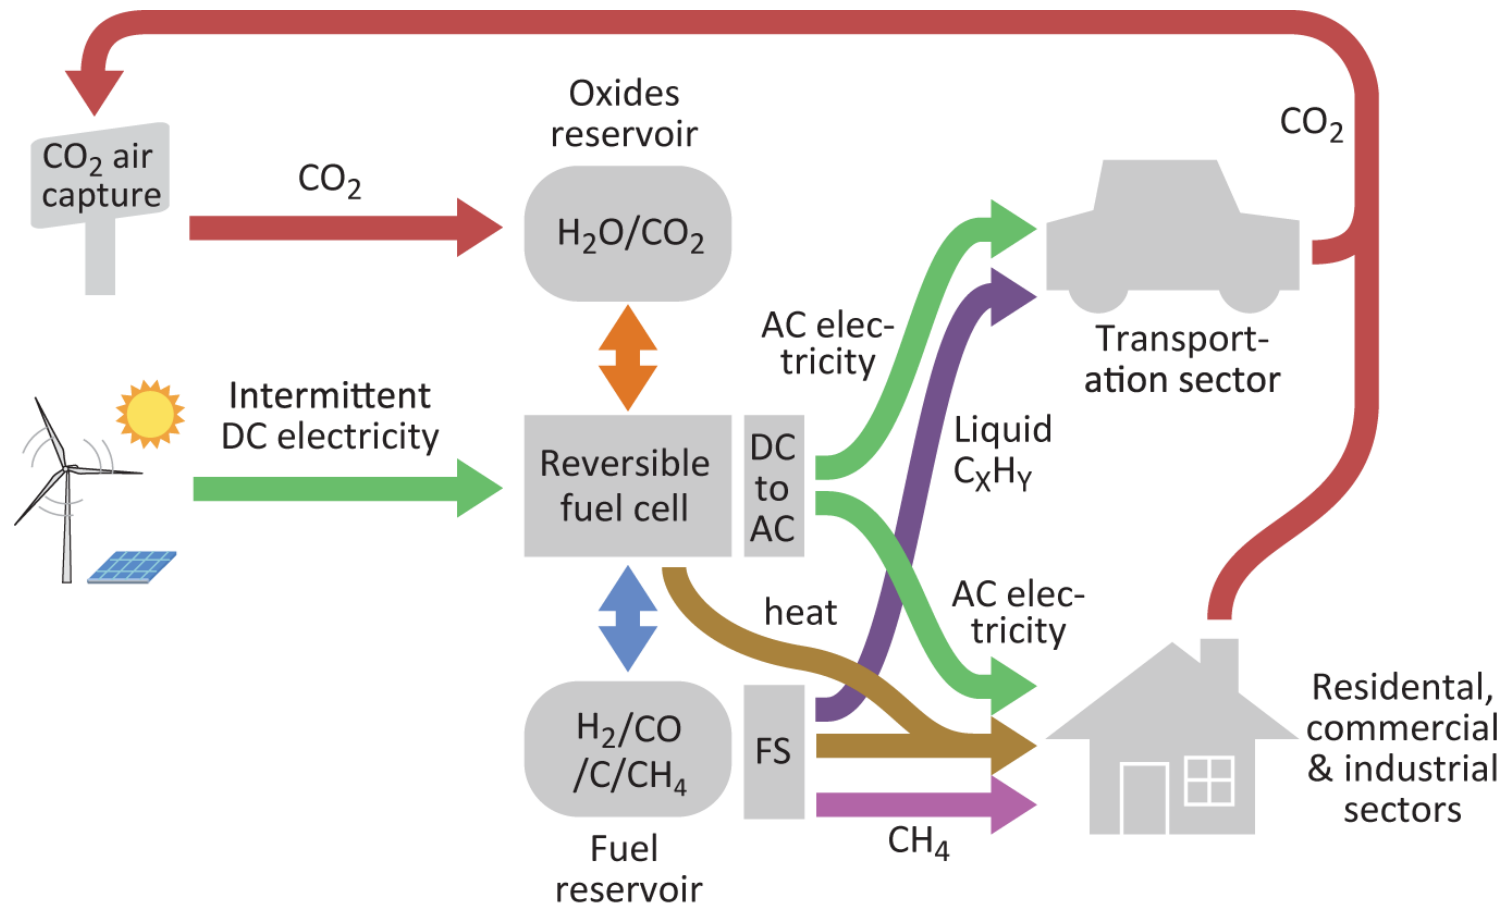 Oxides
reservoir
CO₂
CO₂ air
capture
CO₂
H₂O/CO₂
AC elec-
tricity
Transport-
ation sector
Intermittent
DC electricity
Liquid
CₓHᵧ
Reversible
fuel cell
DC
to
AC
heat
AC elec-
tricity
H₂/CO
/C/CH₄
FS
Residental,
commercial
& industrial
sectors
CH₄
Fuel
reservoir